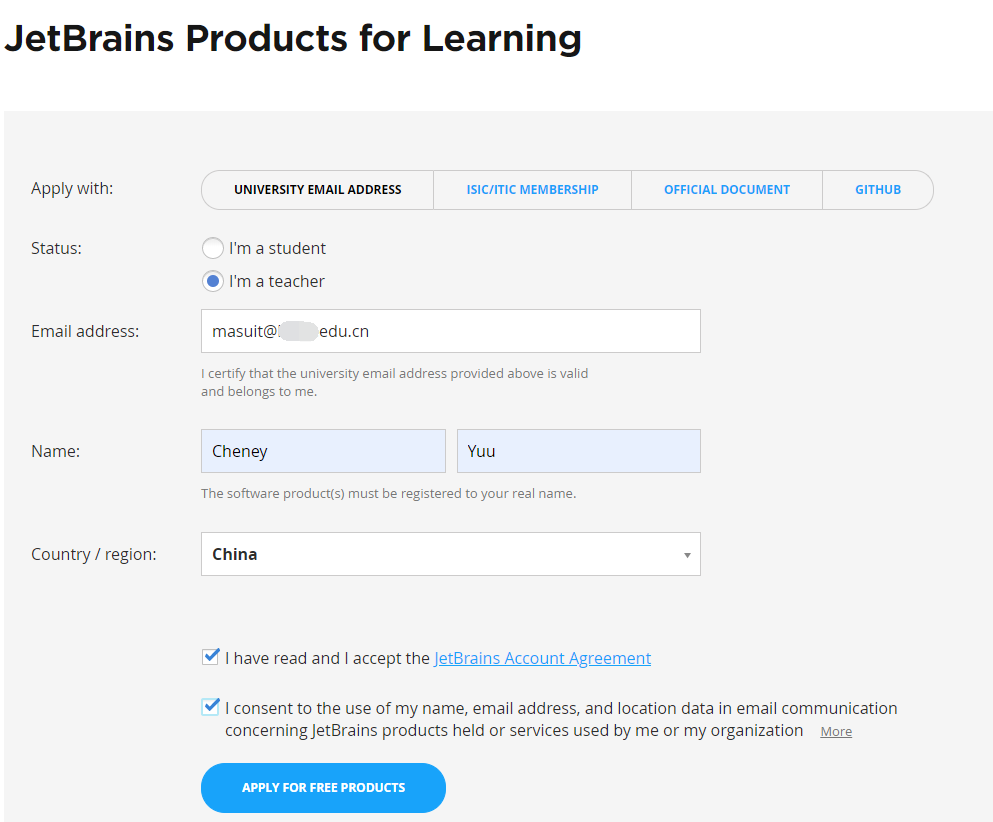 JetBrains Products for Learning
Apply with:
UNIVERSITY EMAIL ADDRESS
ISIC/ITIC MEMBERSHIP
OFFICIAL DOCUMENT
GITHUB
Status:
I'm a student
I'm a teacher
Email address:
masuit@ edu.cn
I certify that the university email address provided above is valid
and belongs to me.
Name:
Cheney
Yuu
The software product(s) must be registered to your real name.
Country / region:
China
I have read and I accept the JetBrains Account Agreement
I consent to the use of my name, email address, and location data in email communication
concerning JetBrains products held or services used by me or my organization More
APPLY FOR FREE PRODUCTS